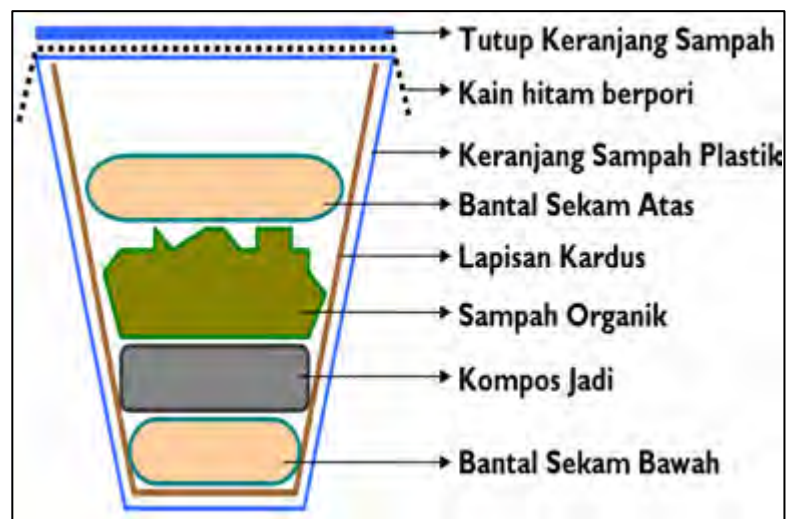 Tutup Keranjang Sampah
Kain hitam berpori
Keranjang Sampah Plastik
Bantal Sekam Atas
Lapisan Kardus
Sampah Organik
Kompos Jadi
Bantal Sekam Bawah